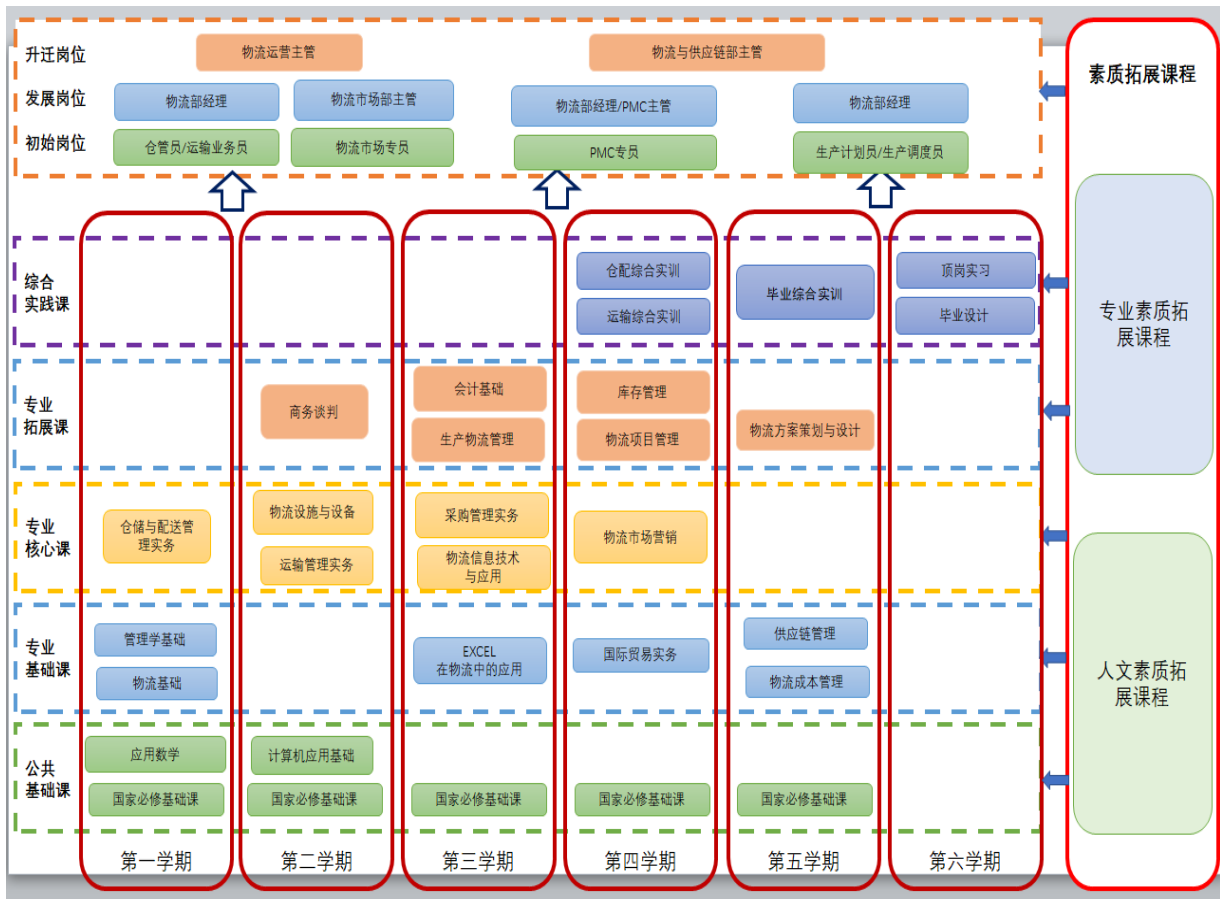 升迁岗位
物流运营主管
物流与供应链部主管
发展岗位
物流部经理
物流市场部主管
物流部经理/PMC主管
物流部经理
初始岗位
仓管员/运输业务员
物流市场专员
PMC专员
生产计划员/生产调度员
综合
实践课
仓配综合实训
运输综合实训
毕业综合实训
顶岗实习
毕业设计
专业
拓展课
商务谈判
会计基础
生产物流管理
库存管理
物流项目管理
物流方案策划与设计
专业
核心课
仓储与配送管
理实务
物流设施与设备
运输管理实务
采购管理实务
物流信息技术
与应用
物流市场营销
专业
基础课
管理学基础
物流基础
EXCEL
在物流中的应用
国际贸易实务
供应链管理
物流成本管理
公共
基础课
应用数学
国家必修基础课
计算机应用基础
国家必修基础课
国家必修基础课
国家必修基础课
国家必修基础课
第一学期
第二学期
第三学期
第四学期
第五学期
第六学期
素质拓展课程
专业素质拓
展课程
人文素质拓
展课程